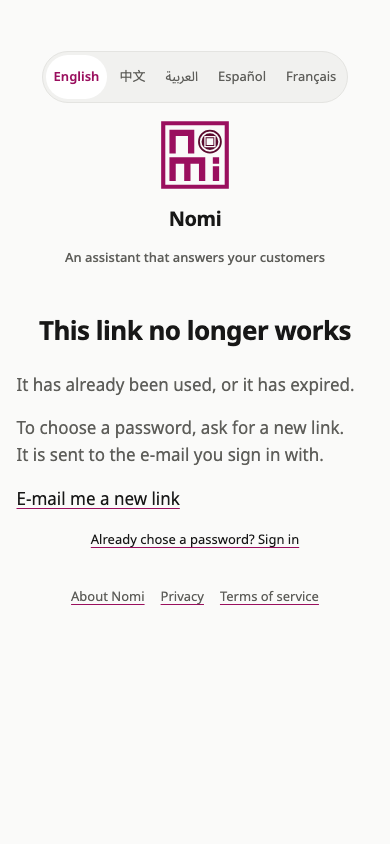 English 中文 العربية Español Français
nomi
Nomi
An assistant that answers your customers
This link no longer works
It has already been used, or it has expired.
To choose a password, ask for a new link.
It is sent to the e-mail you sign in with.
E-mail me a new link
Already chose a password? Sign in
About Nomi Privacy Terms of service